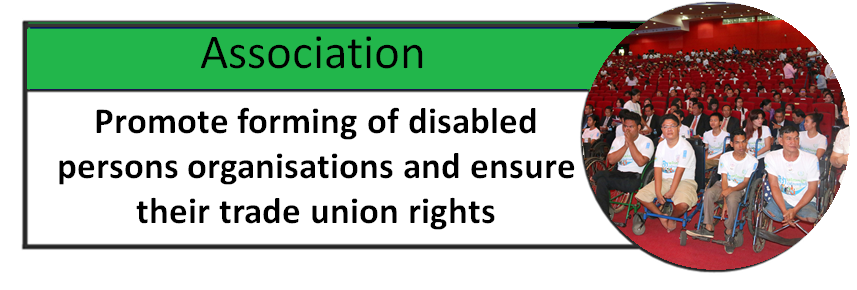 Association
Promote forming of disabled
persons organisations and ensure
their trade union rights